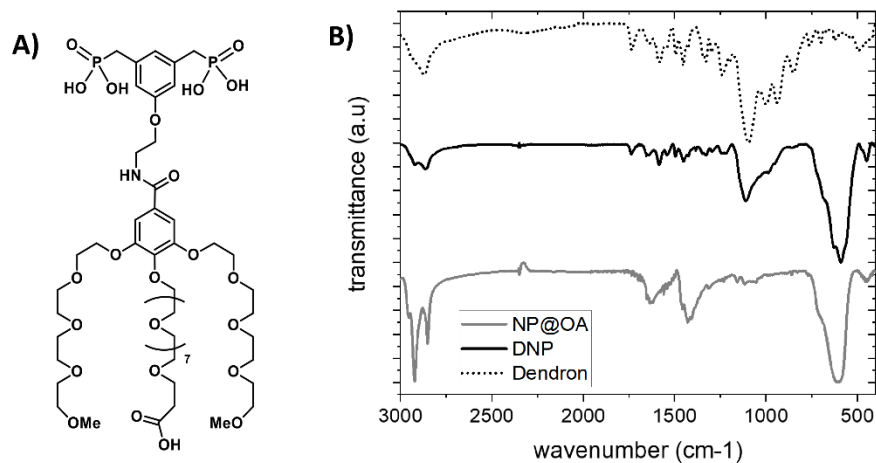 A)
O O
P P
HO OH HO OH
O
HN O
O O
O O O
O O O
7
O O O
OMe O MeO
OH
B)
transmittance (a.u)
NP@OA
DNP
Dendron
3000 2500 2000 1500 1000 500
wavenumber (cm-1)